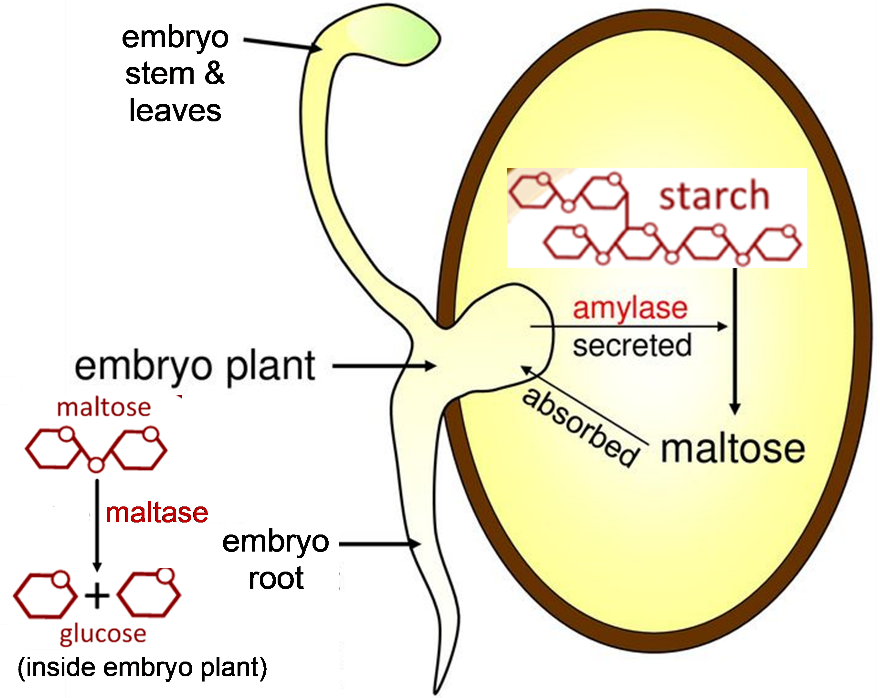 embryo
stem &
leaves
starch
amylase
secreted
embryo plant
absorbed
maltose
maltose
maltase
embryo
root
+
glucose
(inside embryo plant)